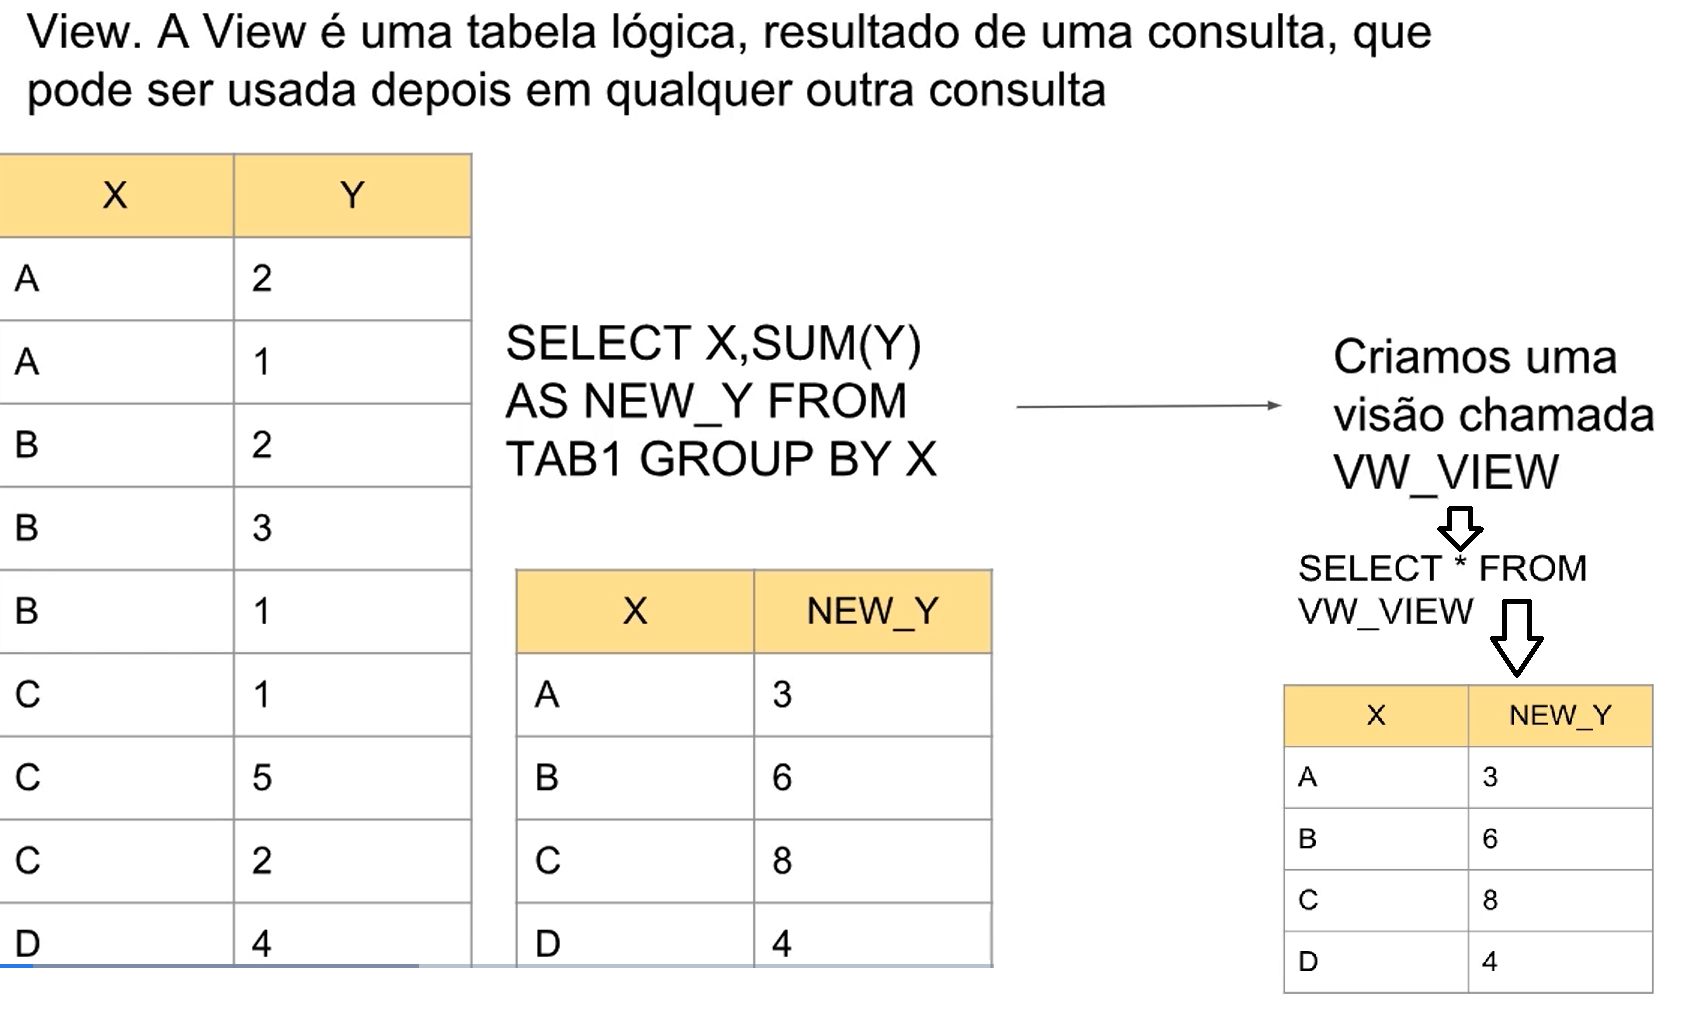 View. A View é uma tabela lógica, resultado de uma consulta, que
pode ser usada depois em qualquer outra consulta
X Y
A 2
A 1
B 2
B 3
B 1
C 1
C 5
C 2
D 4
SELECT X,SUM(Y)
AS NEW_Y FROM
TAB1 GROUP BY X
X NEW_Y
A 3
B 6
C 8
D 4
Criamos uma
visão chamada
VW_VIEW
SELECT * FROM
VW_VIEW
X NEW_Y
A 3
B 6
C 8
D 4